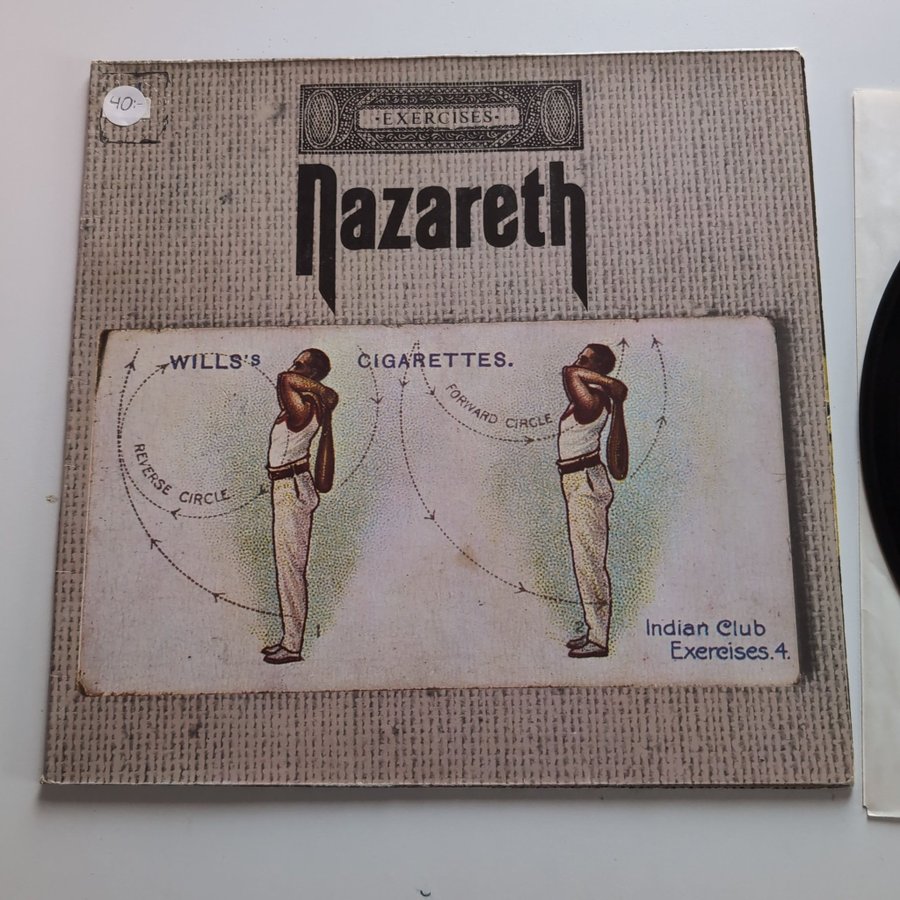 40:-
·EXERCISES·
nazareth
WILLS'S CIGARETTES.
FORWARD CIRCLE
REVERSE CIRCLE
1
2
Indian Club
Exercises.4.